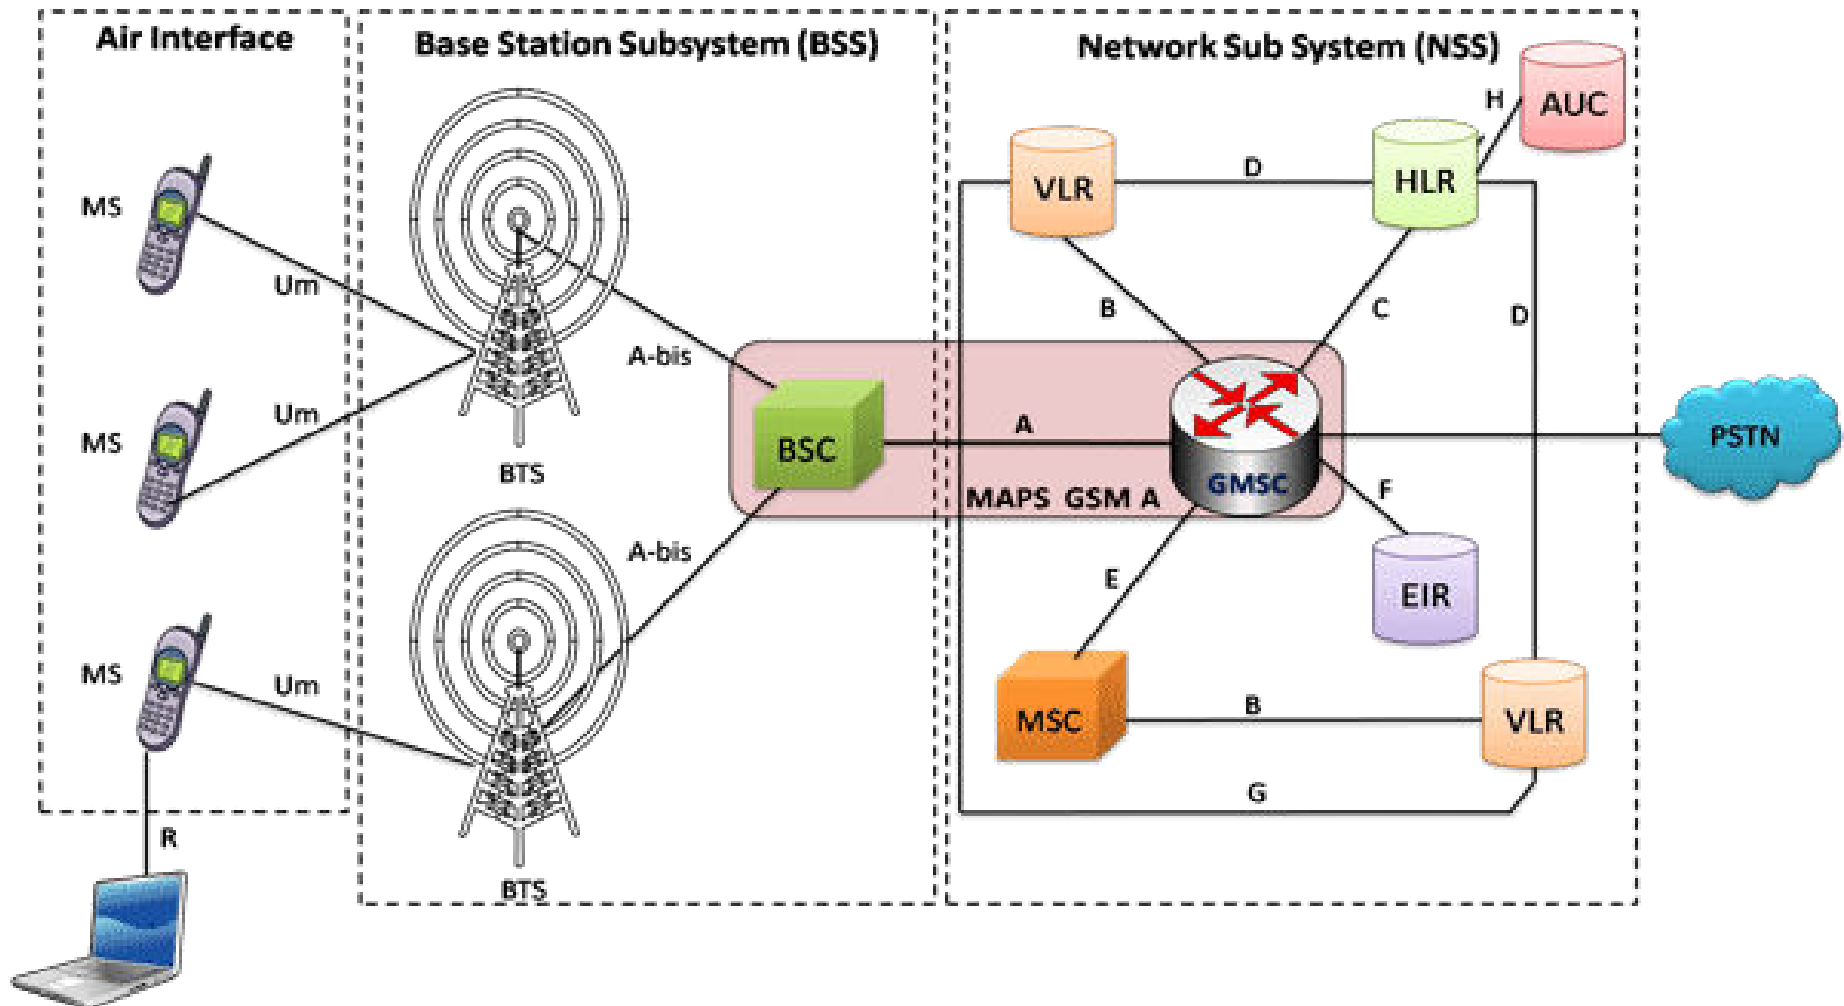 Air Interface
Base Station Subsystem (BSS)
Network Sub System (NSS)
MS
Um
MS
Um
MS
Um
R
A-bis
BTS
A-bis
BTS
BSC
A
MAPS GSM A
GMSC
VLR
D
HLR
H
AUC
B
C
D
PSTN
F
E
EIR
MSC
B
VLR
G